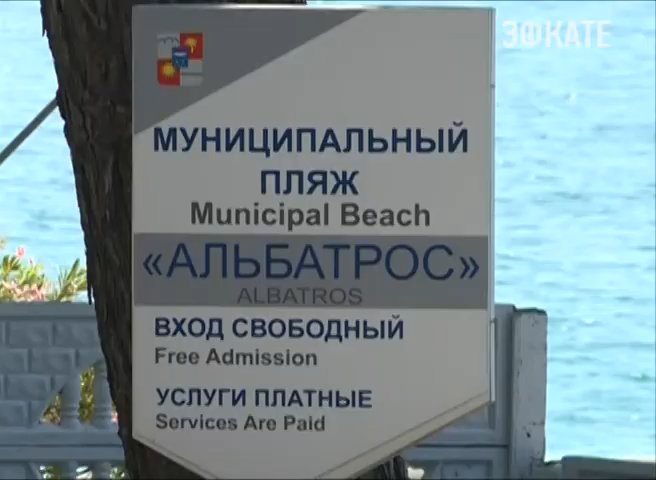 ЭФКАТЕ
МУНИЦИПАЛЬНЫЙ
ПЛЯЖ
Municipal Beach
«АЛЬБАТРОС»
ALBATROS
ВХОД СВОБОДНЫЙ
Free Admission
УСЛУГИ ПЛАТНЫЕ
Services Are Paid